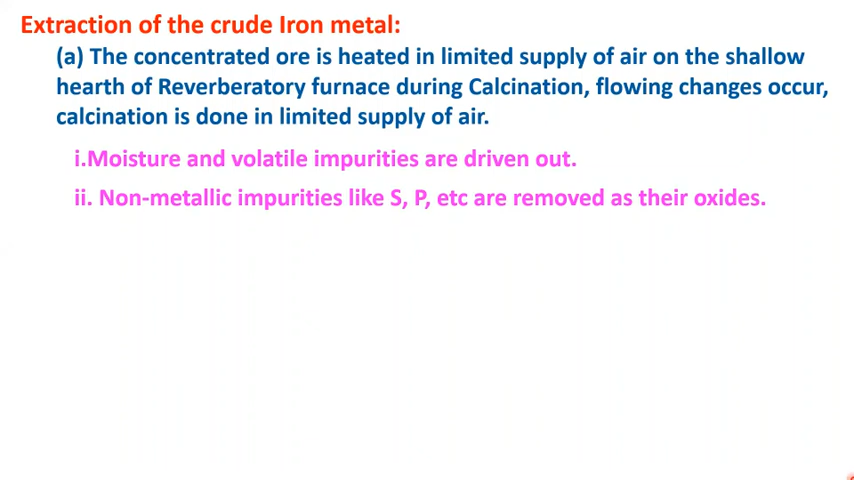 Extraction of the crude Iron metal:
(a) The concentrated ore is heated in limited supply of air on the shallow
hearth of Reverberatory furnace during Calcination, flowing changes occur,
calcination is done in limited supply of air.
i.Moisture and volatile impurities are driven out.
ii. Non-metallic impurities like S, P, etc are removed as their oxides.